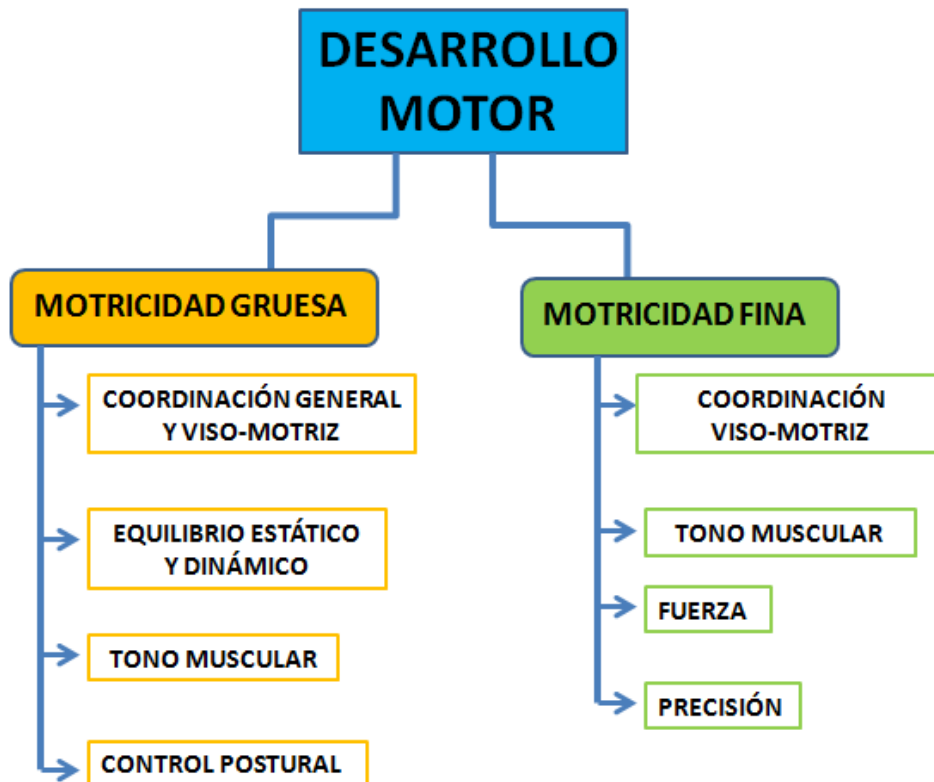 DESARROLLO
MOTOR
MOTRICIDAD GRUESA
COORDINACIÓN GENERAL
Y VISO-MOTRIZ
EQUILIBRIO ESTÁTICO
Y DINÁMICO
TONO MUSCULAR
CONTROL POSTURAL
MOTRICIDAD FINA
COORDINACIÓN
VISO-MOTRIZ
TONO MUSCULAR
FUERZA
PRECISIÓN